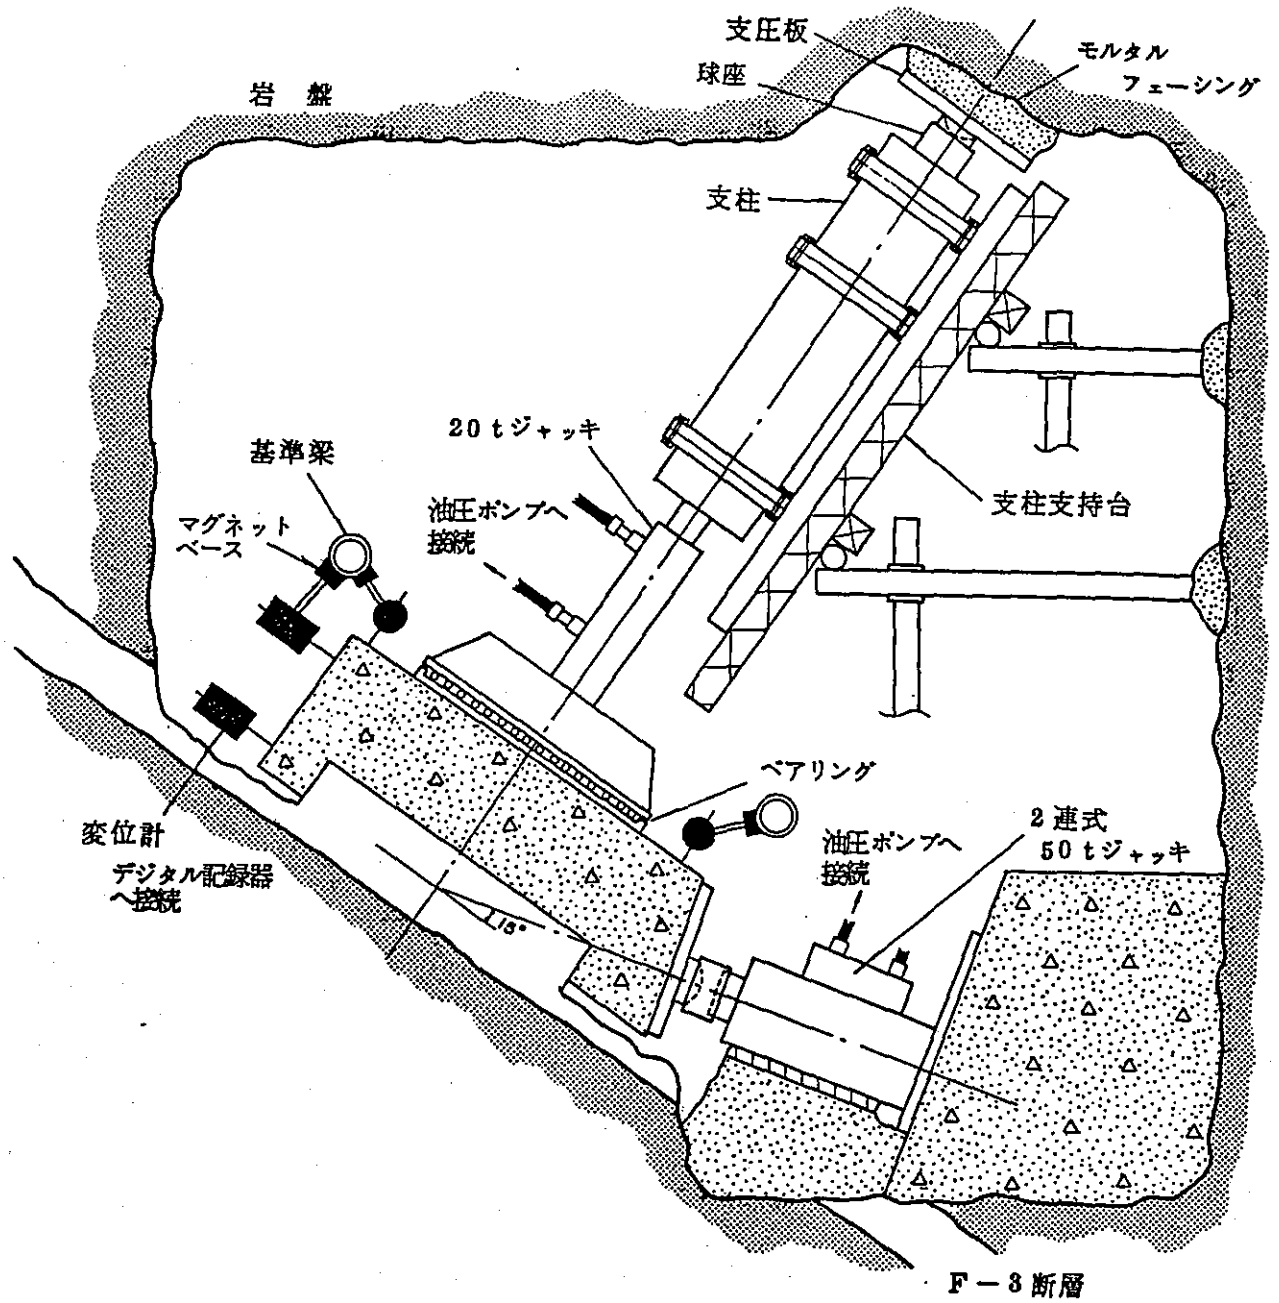 支圧板
モルタル
フェーシング
球座
岩 盤
支柱
20tジャッキ
基準梁
マグネット
ベース
油圧ポンプへ
接続
支柱支持台
ベアリング
変位計
デジタル記録器
へ接続
油圧ポンプへ
接続
2連式
50tジャッキ
15°
F-3断層